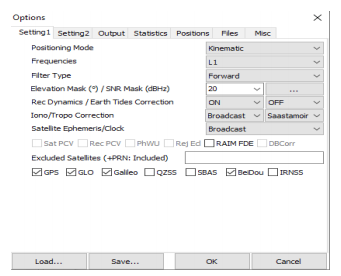 Options
Setting1 Setting2 Output Statistics Positions Files Misc
Positioning Mode Kinematic
Frequencies L1
Filter Type Forward
Elevation Mask (°) / SNR Mask (dBHz) 20 ...
Rec Dynamics / Earth Tides Correction ON OFF
Iono/Tropo Correction Broadcast Saastamoir
Satellite Ephemeris/Clock Broadcast
Sat PCV Rec PCV PhWU Rej Ed RAIM FDE DBCorr
Excluded Satellites (+PRN: Included)
GPS GLO Galileo QZSS SBAS BeiDou IRNSS
Load... Save... OK Cancel